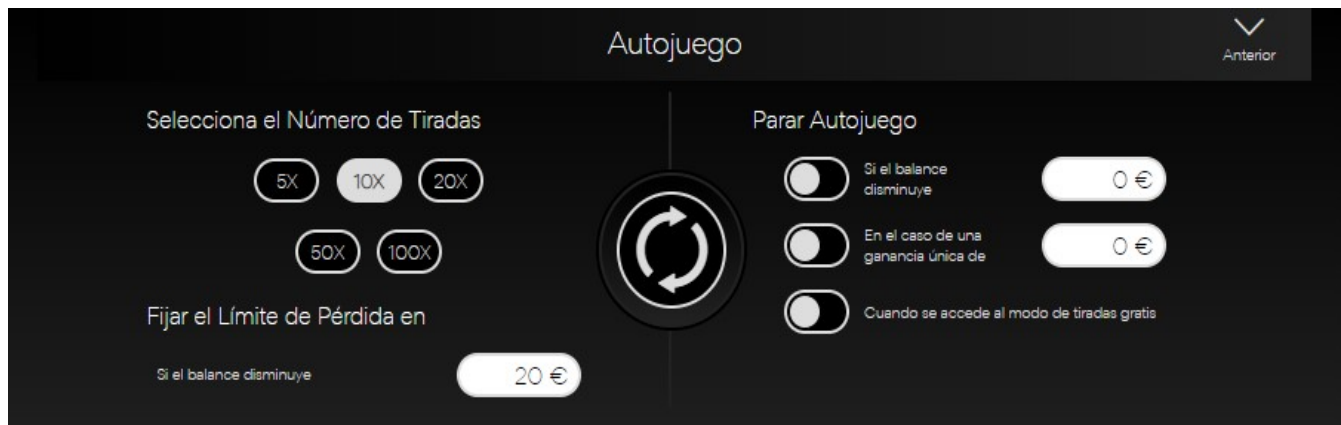 Autojuego
Anterior
Selecciona el Número de Tiradas
5X 10X 20X
50X 100X
Fijar el Límite de Pérdida en
Si el balance disminuye 20 €
Parar Autojuego
Si el balance
disminuye
0 €
En el caso de una
ganancia única de
0 €
Cuando se accede al modo de tiradas gratis